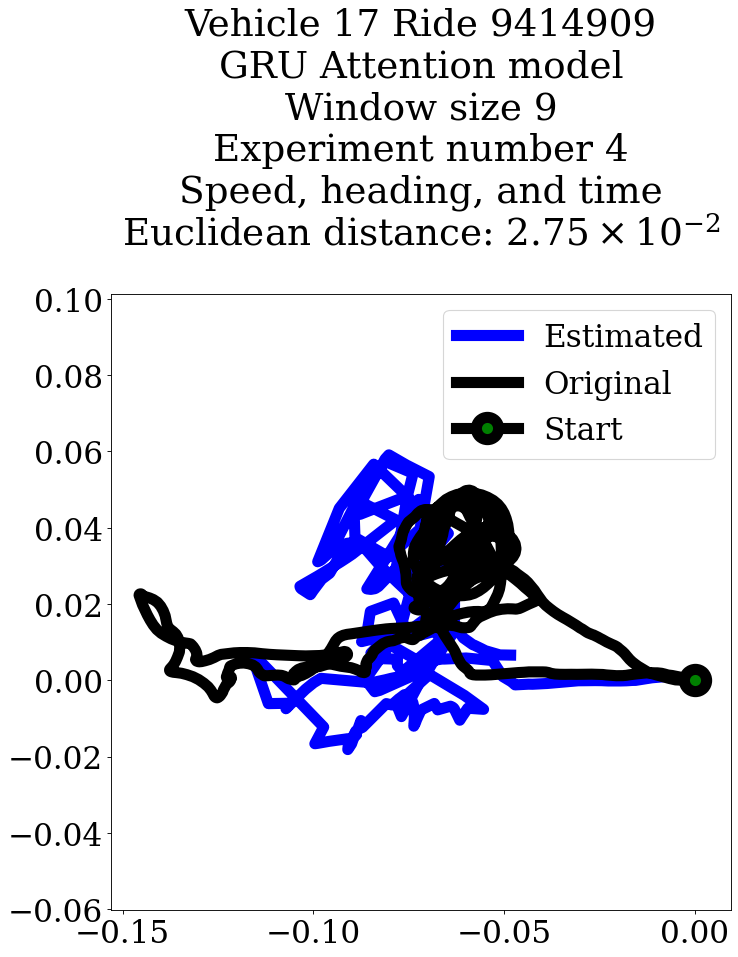 Vehicle 17 Ride 9414909
GRU Attention model
Window size 9
Experiment number 4
Speed, heading, and time
Euclidean distance: 2.75 × 10⁻²
0.10
0.08
0.06
0.04
0.02
0.00
−0.02
−0.04
−0.06
Estimated
Original
Start
−0.15
−0.10
−0.05
0.00